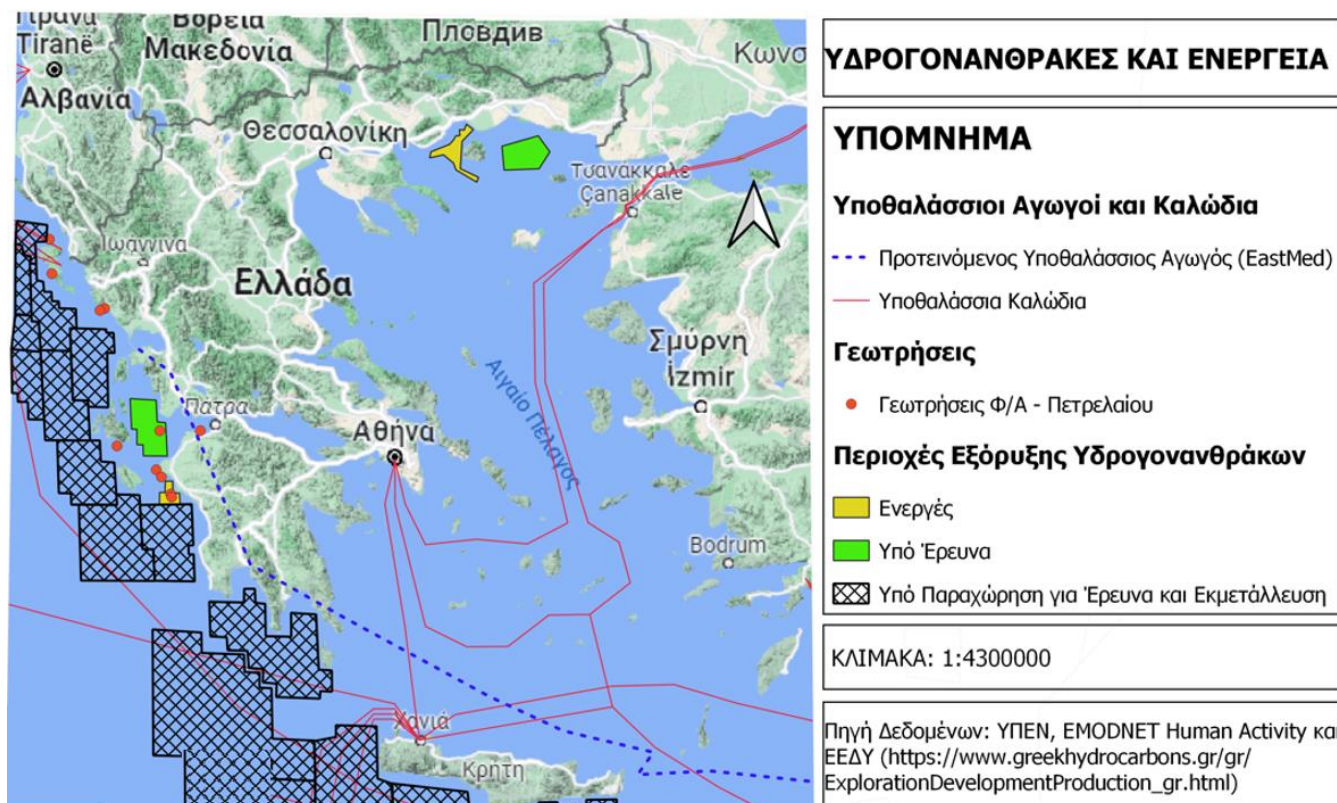 Τίρανα
Tiranë
Αλβανία
Βόρεια
Μακεδονία
Пловдив
Κωνσ
Θεσσαλονίκη
Τσανάκκαλε
Çanakkale
Ιωάννινα
Ελλάδα
Σμύρνη
İzmir
Αιγαίο Πέλαγος
Πάτρα
Αθήνα
Bodrum
Χανιά
Κρήτη
ΥΔΡΟΓΟΝΑΝΘΡΑΚΕΣ ΚΑΙ ΕΝΕΡΓΕΙΑ
ΥΠΟΜΝΗΜΑ
Υποθαλάσσιοι Αγωγοί και Καλώδια
Προτεινόμενος Υποθαλάσσιος Αγωγός (EastMed)
Υποθαλάσσια Καλώδια
Γεωτρήσεις
Γεωτρήσεις Φ/Α - Πετρελαίου
Περιοχές Εξόρυξης Υδρογονανθράκων
Ενεργές
Υπό Έρευνα
Υπό Παραχώρηση για Έρευνα και Εκμετάλλευση
ΚΛΙΜΑΚΑ: 1:4300000
Πηγή Δεδομένων: ΥΠΕΝ, EMODNET Human Activity και
ΕΕΔΥ (https://www.greekhydrocarbons.gr/gr/
ExplorationDevelopmentProduction_gr.html)